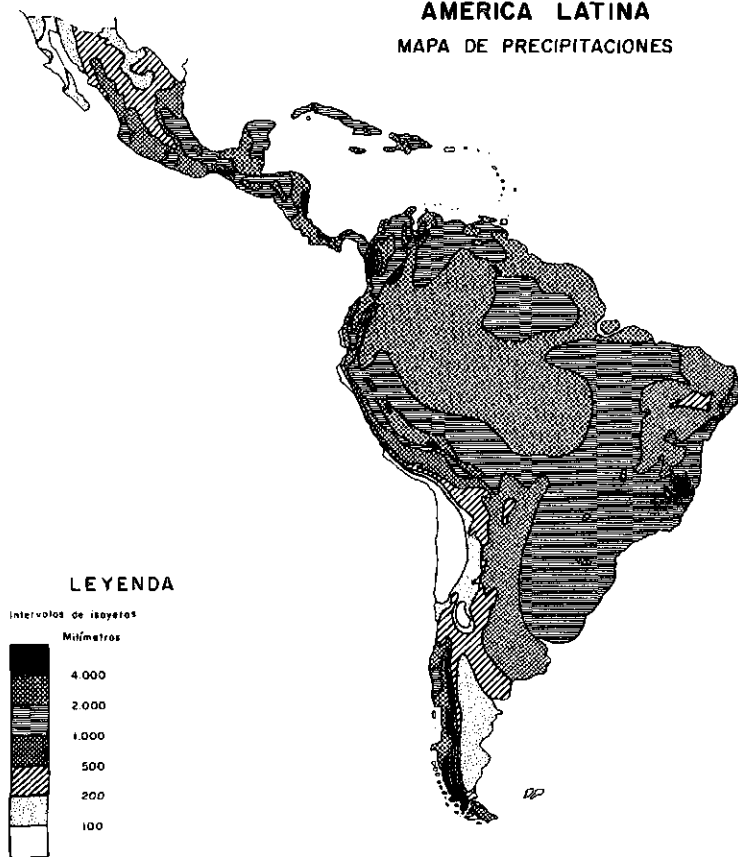 AMERICA LATINA
MAPA DE PRECIPITACIONES
LEYENDA
Intervalos de isoyetas
Milímetros
4.000
2.000
1.000
500
200
100